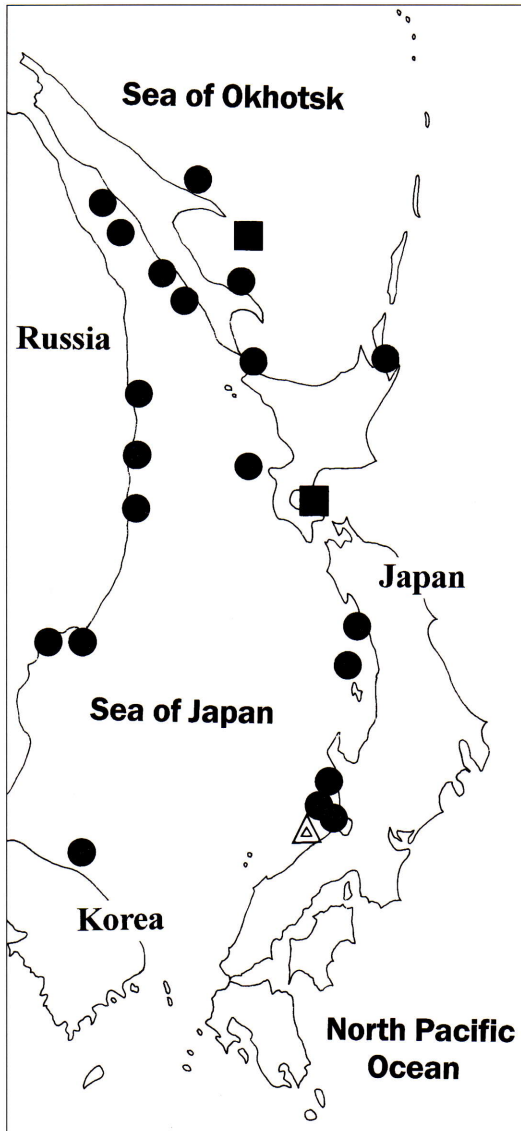 Sea of Okhotsk
Russia
Japan
Sea of Japan
Korea
North Pacific
Ocean